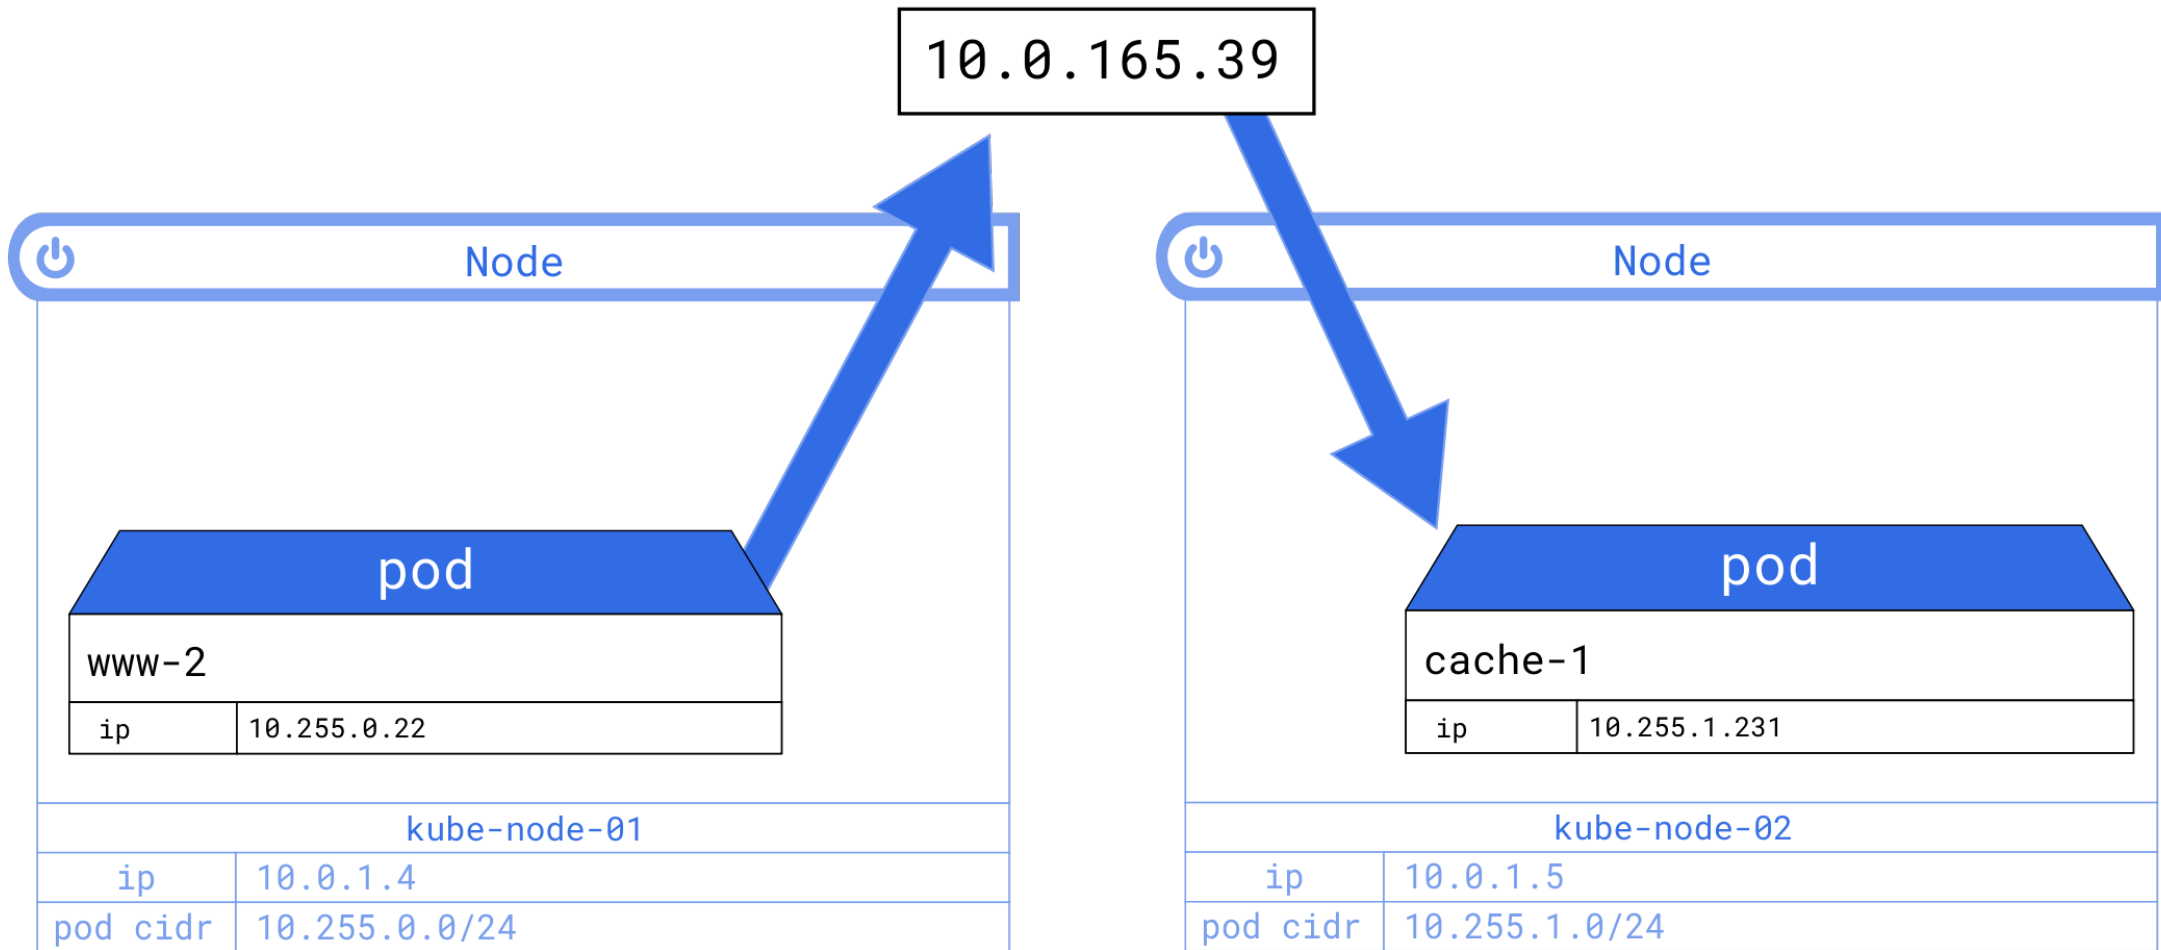 10.0.165.39
Node
pod
www-2
ip 10.255.0.22
kube-node-01
ip 10.0.1.4
pod cidr 10.255.0.0/24
Node
pod
cache-1
ip 10.255.1.231
kube-node-02
ip 10.0.1.5
pod cidr 10.255.1.0/24